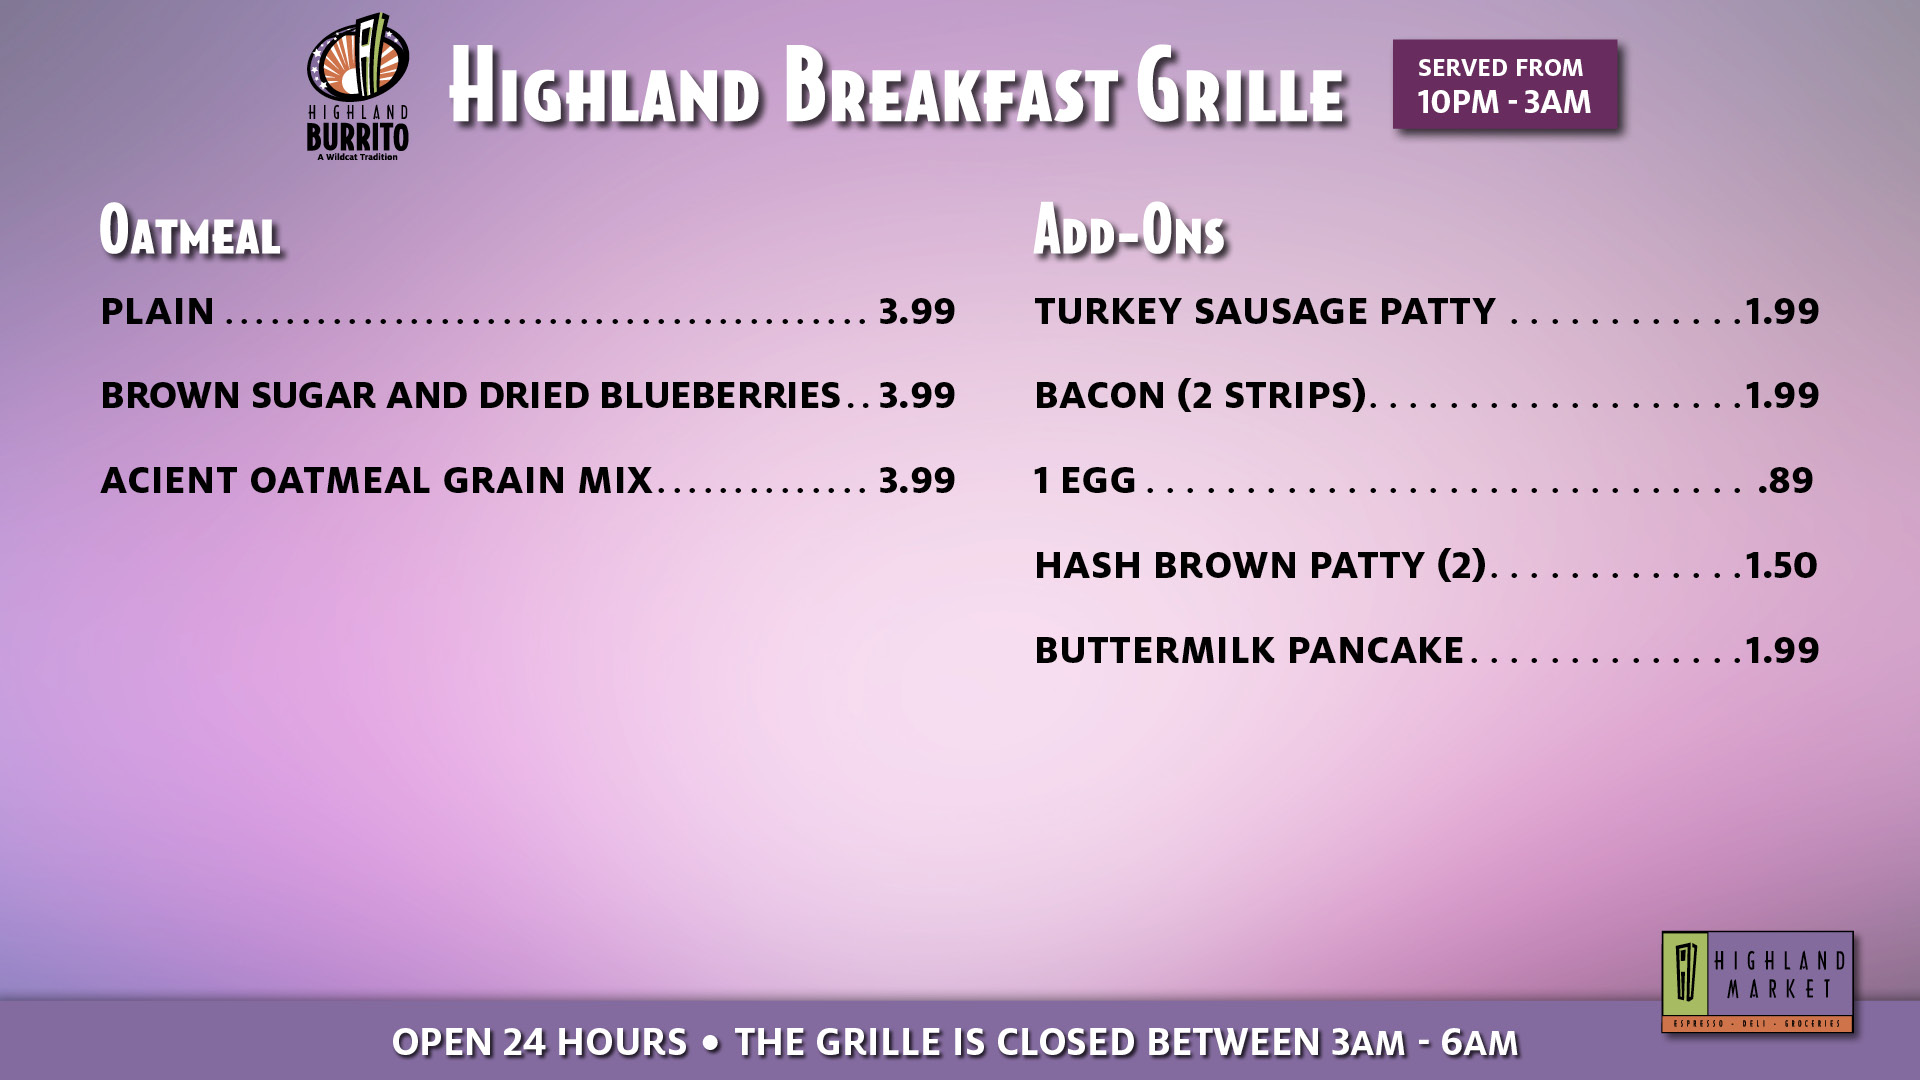 HIGHLAND
BURRITO
A Wildcat Tradition
Highland Breakfast Grille
SERVED FROM
10PM - 3AM
Oatmeal
PLAIN ......................................... 3.99
BROWN SUGAR AND DRIED BLUEBERRIES.. 3.99
ACIENT OATMEAL GRAIN MIX.............. 3.99
Add-Ons
TURKEY SAUSAGE PATTY ............1.99
BACON (2 STRIPS)...................1.99
1 EGG .............................. .89
HASH BROWN PATTY (2).............1.50
BUTTERMILK PANCAKE..............1.99
HIGHLAND
MARKET
ESPRESSO - DELI - GROCERIES
OPEN 24 HOURS • THE GRILLE IS CLOSED BETWEEN 3AM - 6AM